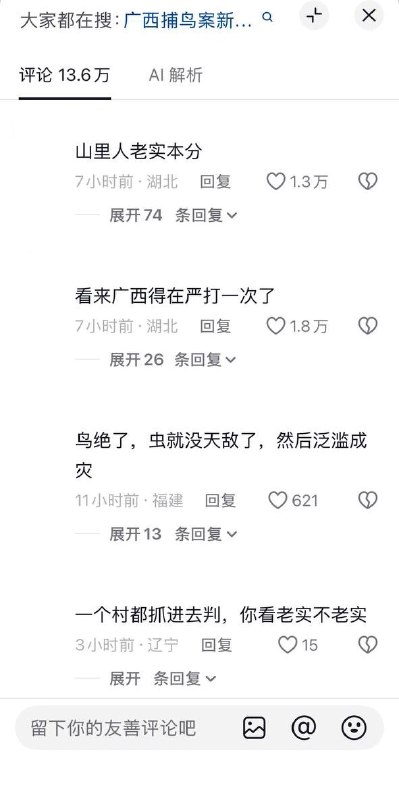 大家都在搜:广西捕鸟案新...
评论 13.6万 AI 解析
山里人老实本分
7小时前 · 湖北 回复 1.3万
展开74 条回复
看来广西得在严打一次了
7小时前 · 湖北 回复 1.8万
展开26 条回复
鸟绝了，虫就没天敌了，然后泛滥成
灾
11小时前 · 福建 回复 621
展开13 条回复
一个村都抓进去判，你看老实不老实
3小时前 · 辽宁 回复 15
展开 条回复
留下你的友善评论吧 @